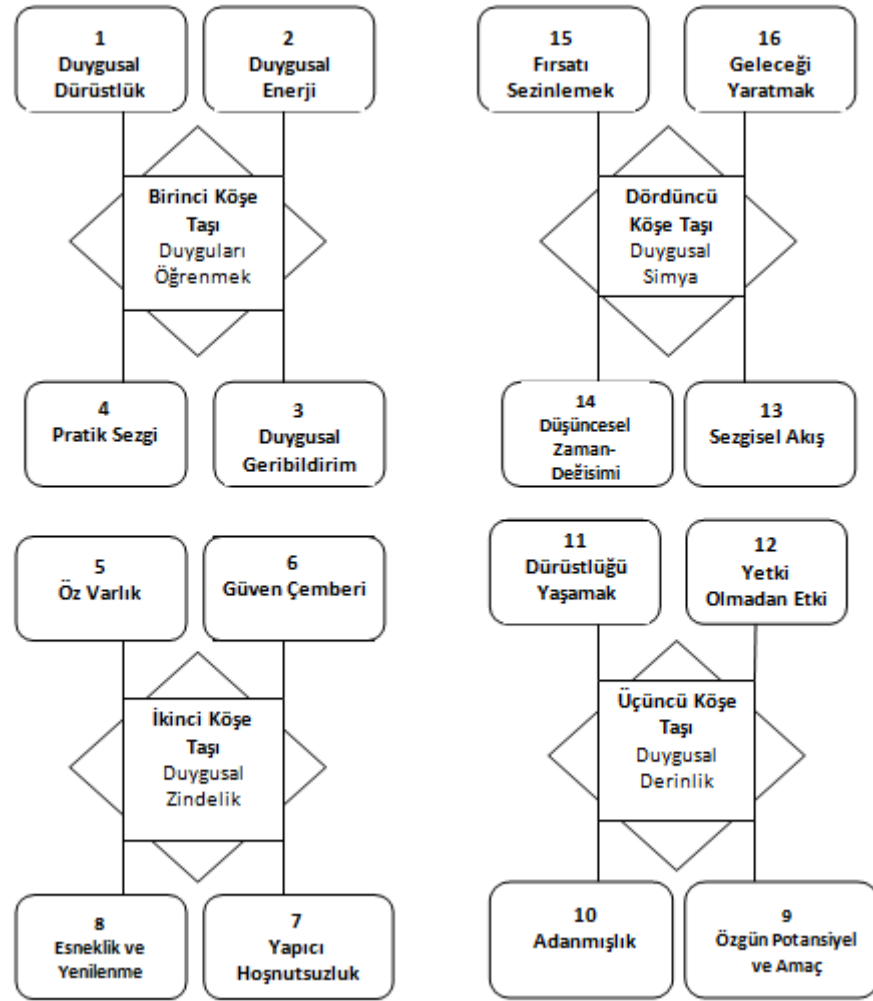 1
Duygusal
Dürüstlük
2
Duygusal
Enerji
Birinci Köşe
Taşı
Duyguları
Öğrenmek
4
Pratik Sezgi
3
Duygusal
Geribildirim
15
Fırsatı
Sezinlemek
16
Geleceği
Yaratmak
Dördüncü
Köşe Taşı
Duygusal
Simya
14
Düşüncesel
Zaman-
Değişimi
13
Sezgisel Akış
5
Öz Varlık
6
Güven Çemberi
İkinci Köşe
Taşı
Duygusal
Zindelik
8
Esneklik ve
Yenilenme
7
Yapıcı
Hoşnutsuzluk
11
Dürüstlüğü
Yaşamak
12
Yetki
Olmadan Etki
Üçüncü Köşe
Taşı
Duygusal
Derinlik
10
Adanmışlık
9
Özgün Potansiyel
ve Amaç